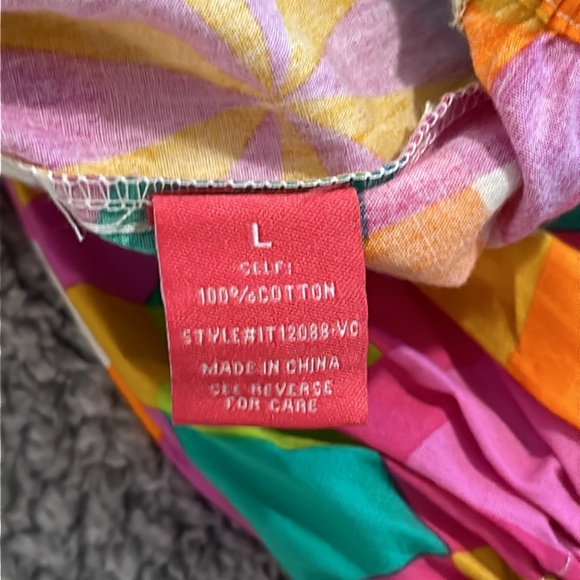 L
SELF:
100%COTTON
STYLE#IT12088-VC
MADE IN CHINA
SEE REVERSE
FOR CARE